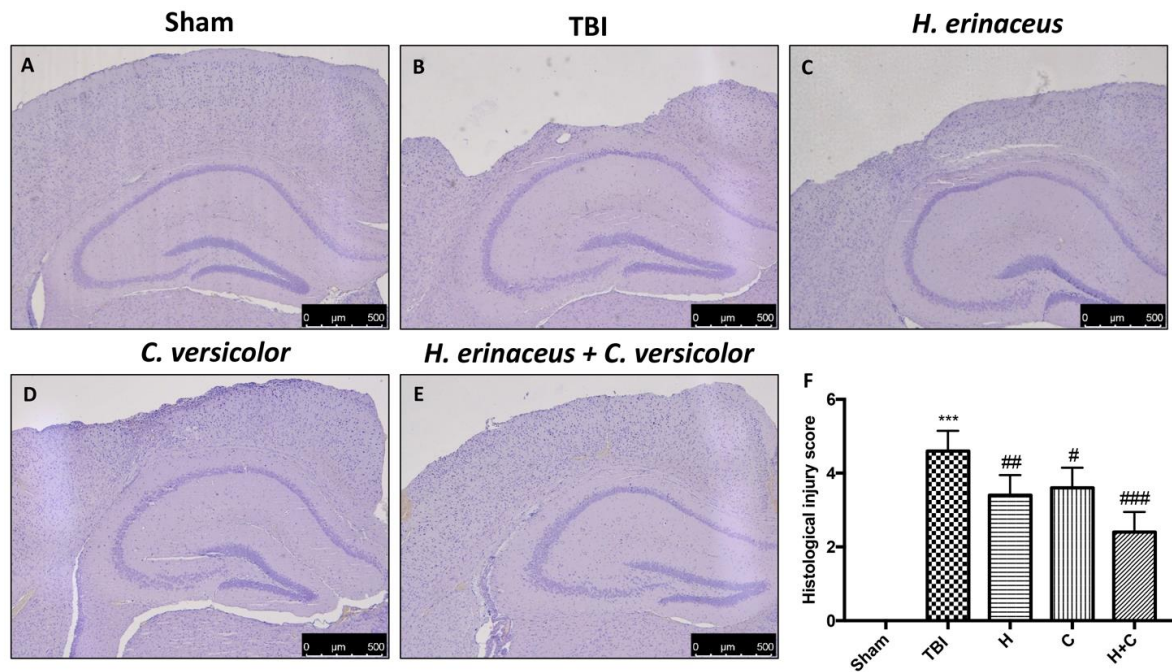 Sham
TBI
H. erinaceus
A
B
C
0 µm 500
0 µm 500
0 µm 500
C. versicolor
H. erinaceus + C. versicolor
D
E
0 µm 500
0 µm 500
F
Histological injury score
6
4
2
0
***
##
#
###
Sham
TBI
H
C
H+C